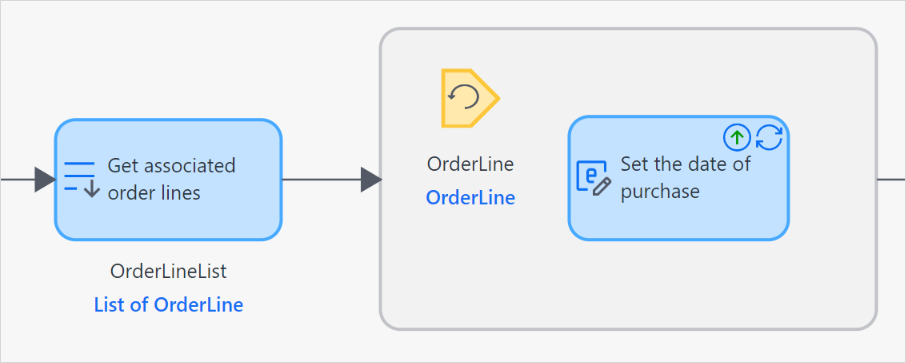 Get associated
order lines
OrderLineList
List of OrderLine
OrderLine
OrderLine
Set the date of
purchase